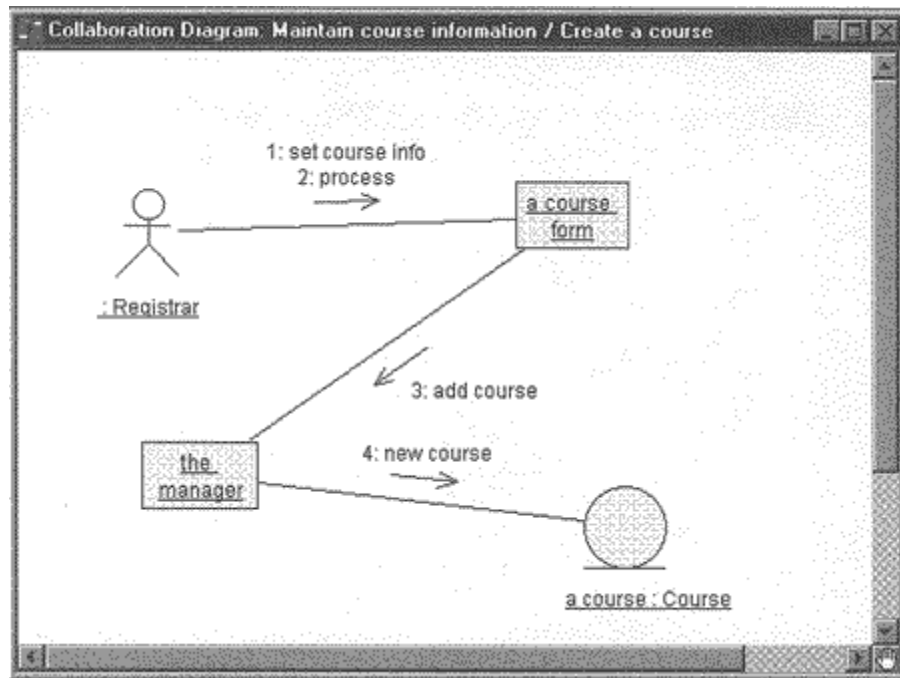 Collaboration Diagram: Maintain course information / Create a course
1: set course info
2: process
a course
form
: Registrar
3: add course
4: new course
the
manager
a course : Course